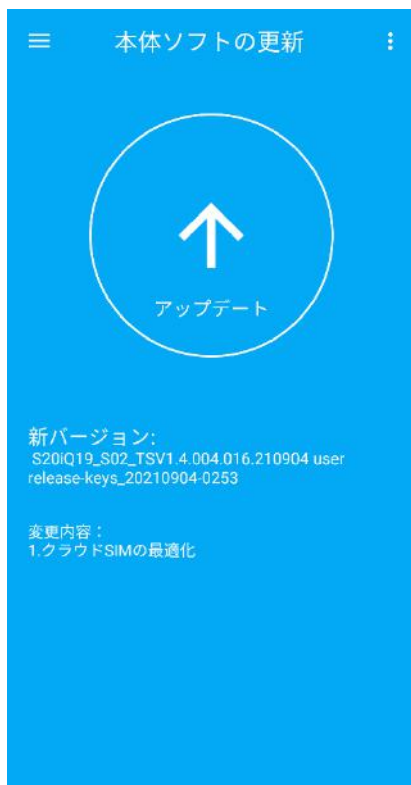 本体ソフトの更新
アップデート
新バージョン:
S20iQ19_S02_TSV1.4.004.016.210904 user
release-keys_20210904-0253
変更内容：
1.クラウドSIMの最適化